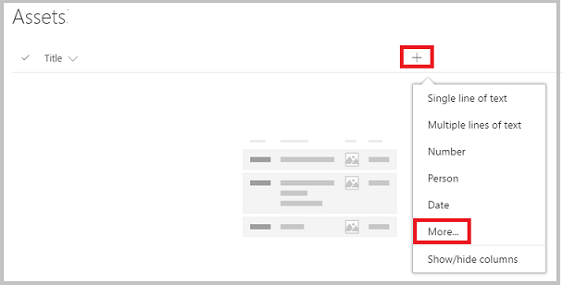 Assets
Title
Single line of text
Multiple lines of text
Number
Person
Date
More...
Show/hide columns